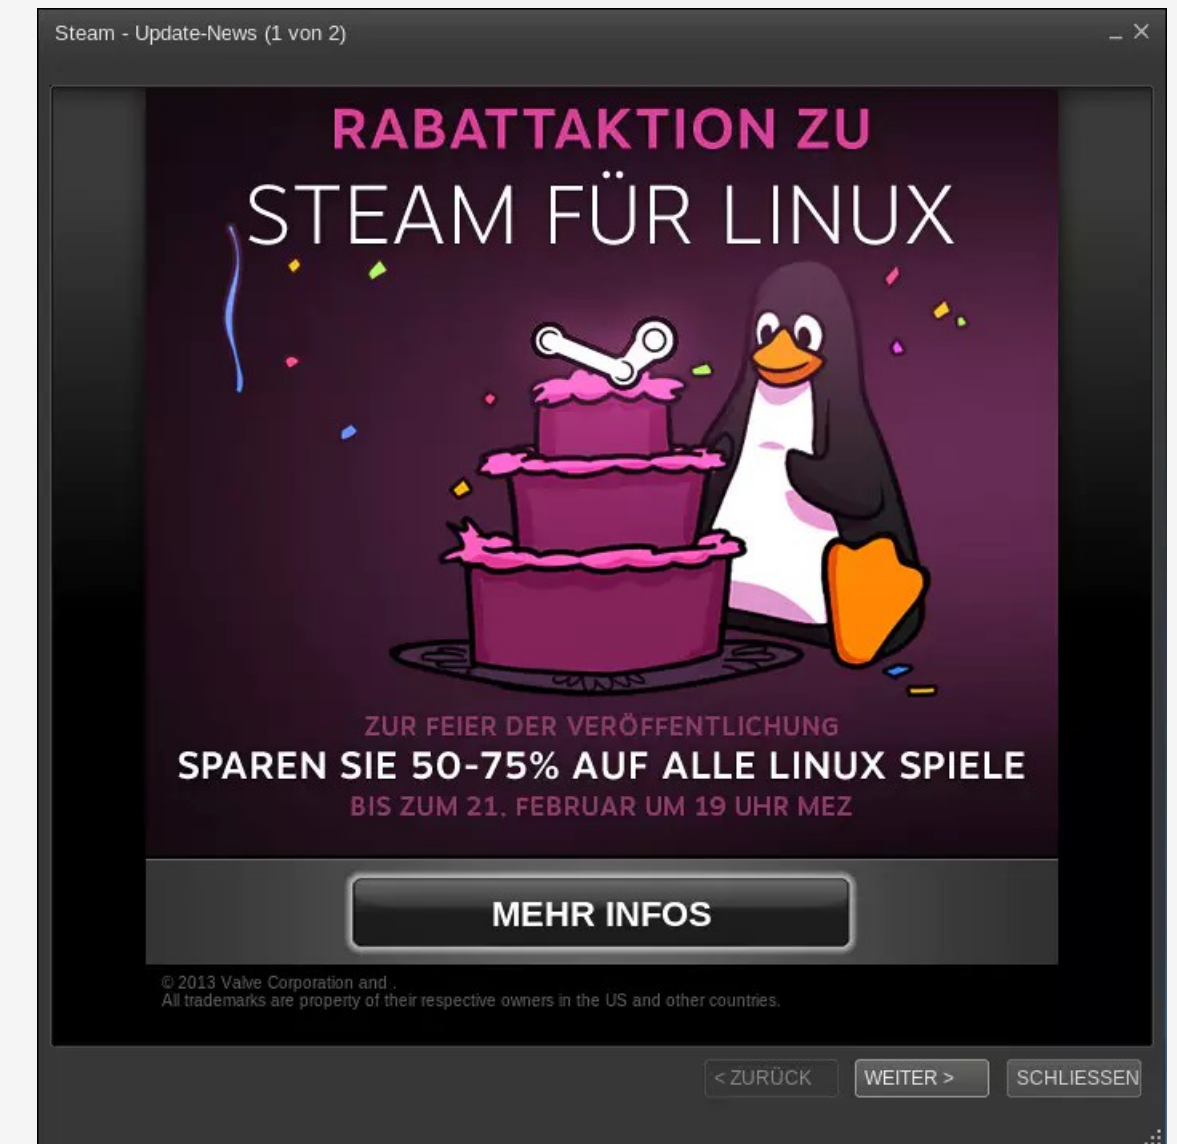 Steam - Update-News (1 von 2)
RABATTAKTION ZU
STEAM FÜR LINUX
ZUR FEIER DER VERÖFFENTLICHUNG
SPAREN SIE 50-75% AUF ALLE LINUX SPIELE
BIS ZUM 21. FEBRUAR UM 19 UHR MEZ
MEHR INFOS
© 2013 Valve Corporation and .
All trademarks are property of their respective owners in the US and other countries.
< ZURÜCK WEITER > SCHLIESSEN